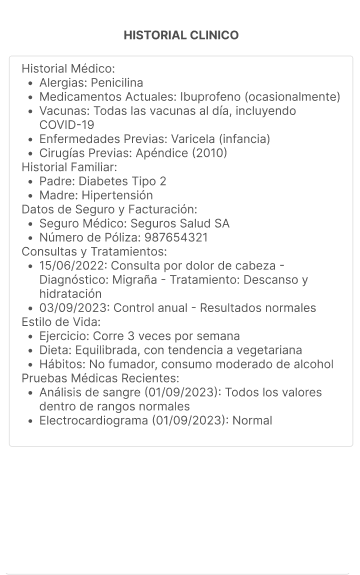 HISTORIAL CLINICO
Historial Médico:
• Alergias: Penicilina
• Medicamentos Actuales: Ibuprofeno (ocasionalmente)
• Vacunas: Todas las vacunas al día, incluyendo
COVID-19
• Enfermedades Previas: Varicela (infancia)
• Cirugías Previas: Apéndice (2010)
Historial Familiar:
• Padre: Diabetes Tipo 2
• Madre: Hipertensión
Datos de Seguro y Facturación:
• Seguro Médico: Seguros Salud SA
• Número de Póliza: 987654321
Consultas y Tratamientos:
• 15/06/2022: Consulta por dolor de cabeza -
Diagnóstico: Migraña - Tratamiento: Descanso y
hidratación
• 03/09/2023: Control anual - Resultados normales
Estilo de Vida:
• Ejercicio: Corre 3 veces por semana
• Dieta: Equilibrada, con tendencia a vegetariana
• Hábitos: No fumador, consumo moderado de alcohol
Pruebas Médicas Recientes:
• Análisis de sangre (01/09/2023): Todos los valores
dentro de rangos normales
• Electrocardiograma (01/09/2023): Normal